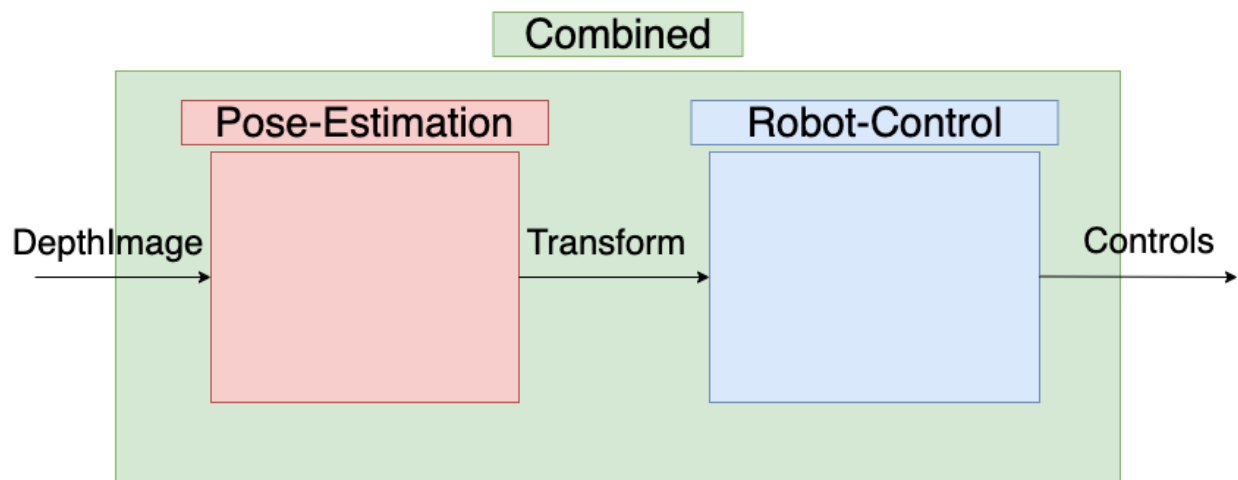 Combined
Pose-Estimation
Robot-Control
DepthImage
Transform
Controls